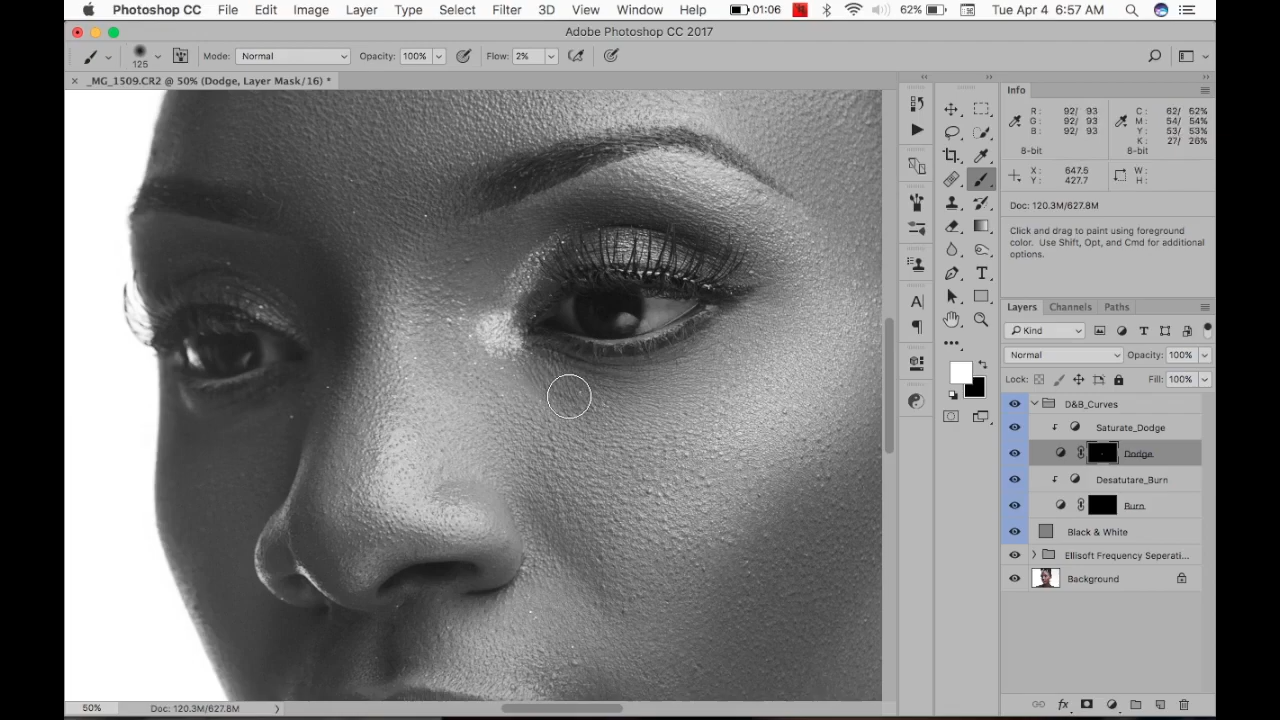 Photoshop CC File Edit Image Layer Type Select Filter 3D View Window Help 01:06 62% Tue Apr 4 6:57 AM
Adobe Photoshop CC 2017
125 Mode: Normal Opacity: 100% Flow: 2%
× _MG_1509.CR2 @ 50% (Dodge, Layer Mask/16) *
Info
R : 92/ 93 C : 62/ 62%
G : 92/ 93 M : 54/ 54%
B : 92/ 93 Y : 53/ 53%
K : 27/ 26%
8-bit 8-bit
X : 647.5 W :
Y : 427.7 H :
Doc: 120.3M/627.8M
Click and drag to paint using foreground
color. Use Shift, Opt, and Cmd for additional
options.
Layers Channels Paths
Kind
Normal Opacity: 100%
Lock: Fill: 100%
D&B_Curves
Saturate_Dodge
Dodge
Desatutare_Burn
Burn
Black & White
Ellisoft Frequency Seperati...
Background
50% Doc: 120.3M/627.8M
fx